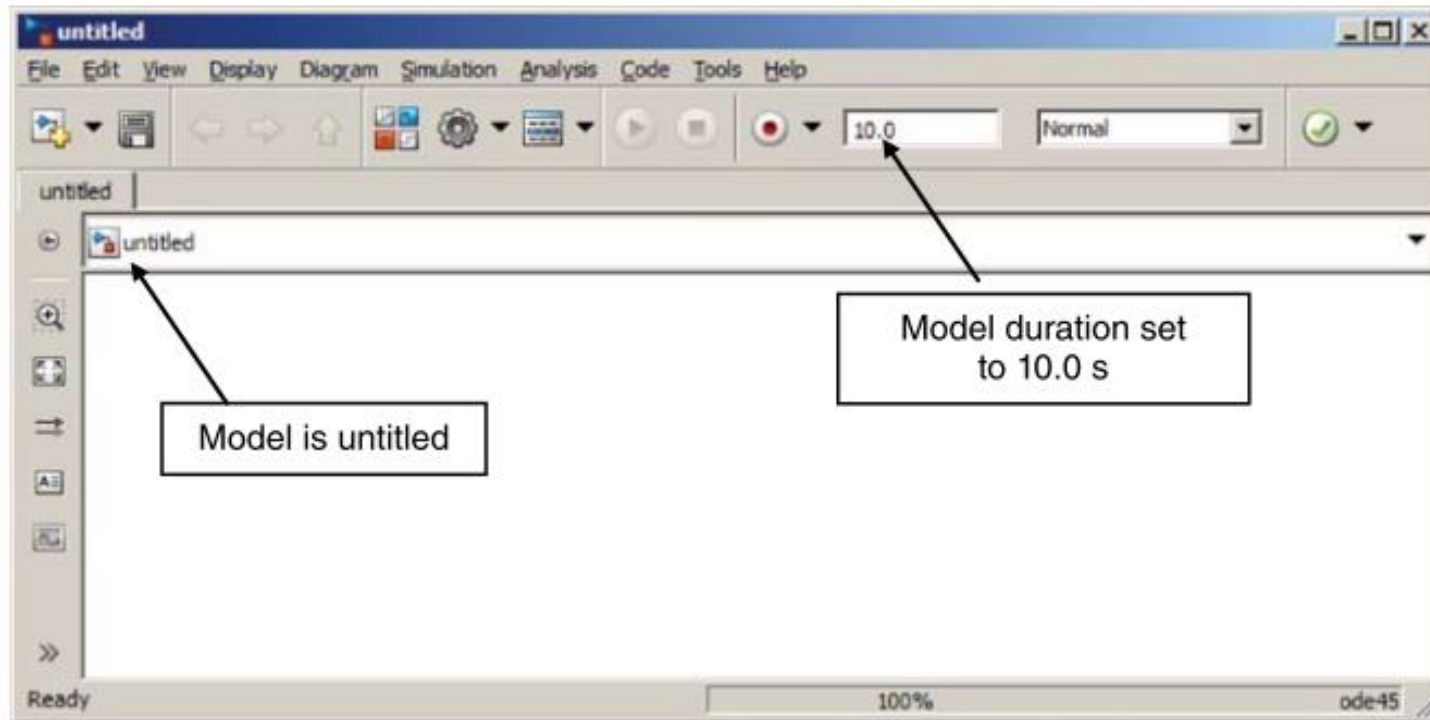 untitled
File Edit View Display Diagram Simulation Analysis Code Tools Help
10.0 Normal
untitled
untitled
Model duration set
to 10.0 s
Model is untitled
Ready 100% ode45